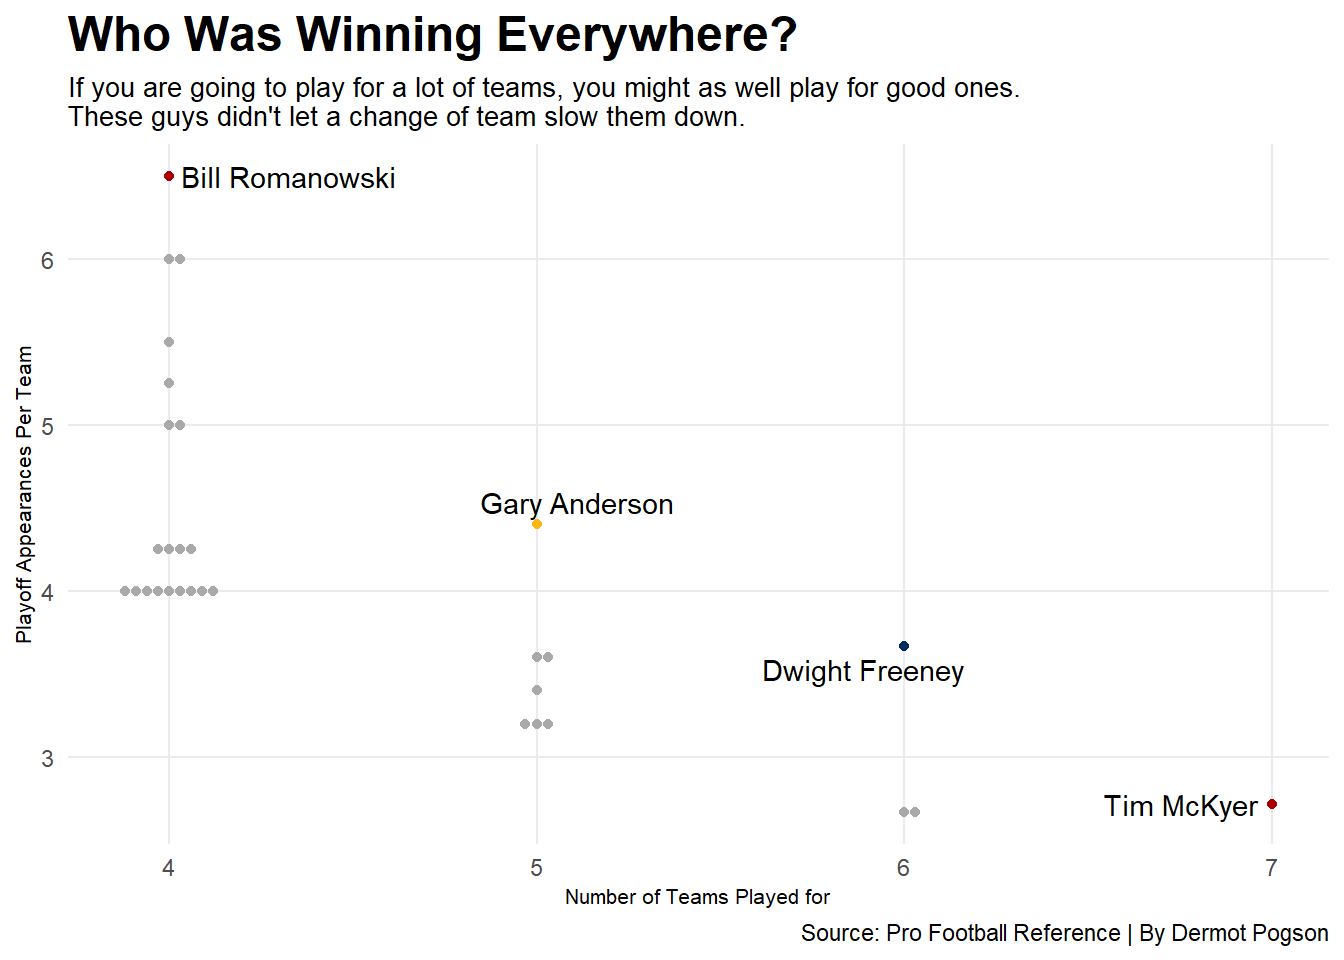 Who Was Winning Everywhere?
If you are going to play for a lot of teams, you might as well play for good ones.
These guys didn't let a change of team slow them down.
Bill Romanowski
6
5
Playoff Appearances Per Team
Gary Anderson
4
Dwight Freeney
3
Tim McKyer
4
5
6
7
Number of Teams Played for
Source: Pro Football Reference | By Dermot Pogson